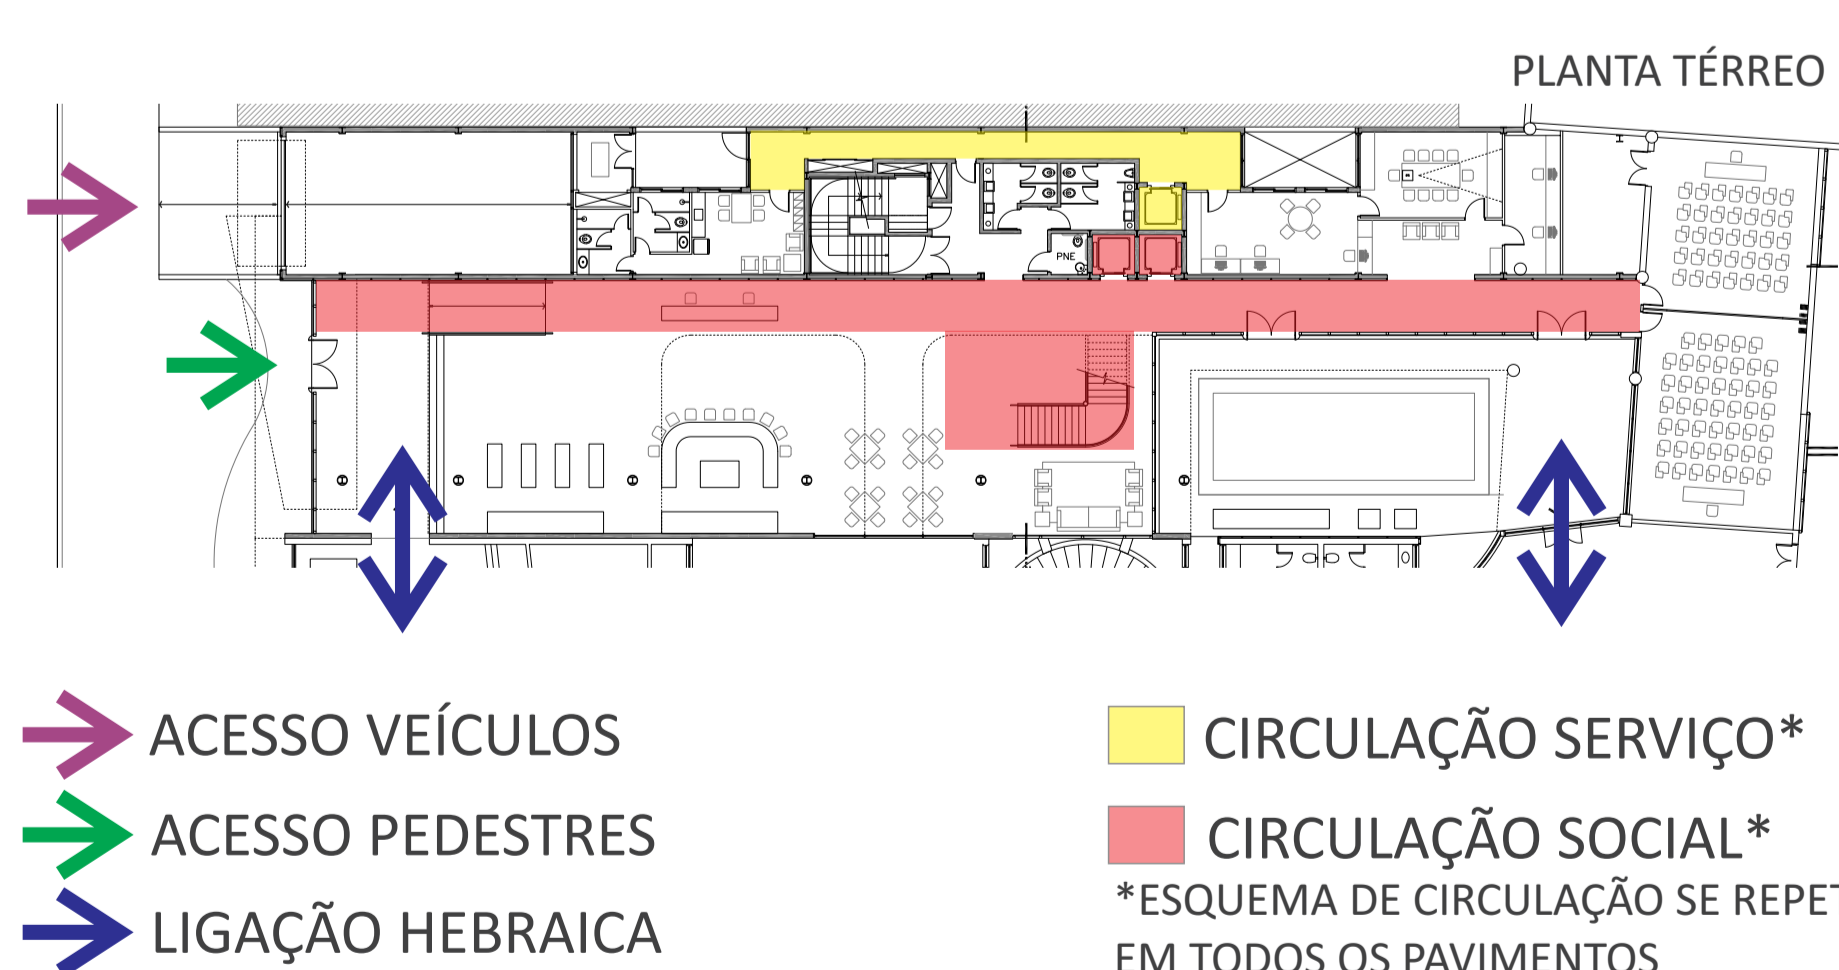 PLANTA TÉRREO
PNE
ACESSO VEÍCULOS
ACESSO PEDESTRES
LIGAÇÃO HEBRAICA
CIRCULAÇÃO SERVIÇO*
CIRCULAÇÃO SOCIAL*
*ESQUEMA DE CIRCULAÇÃO SE REPET
EM TODOS OS PAVIMENTOS